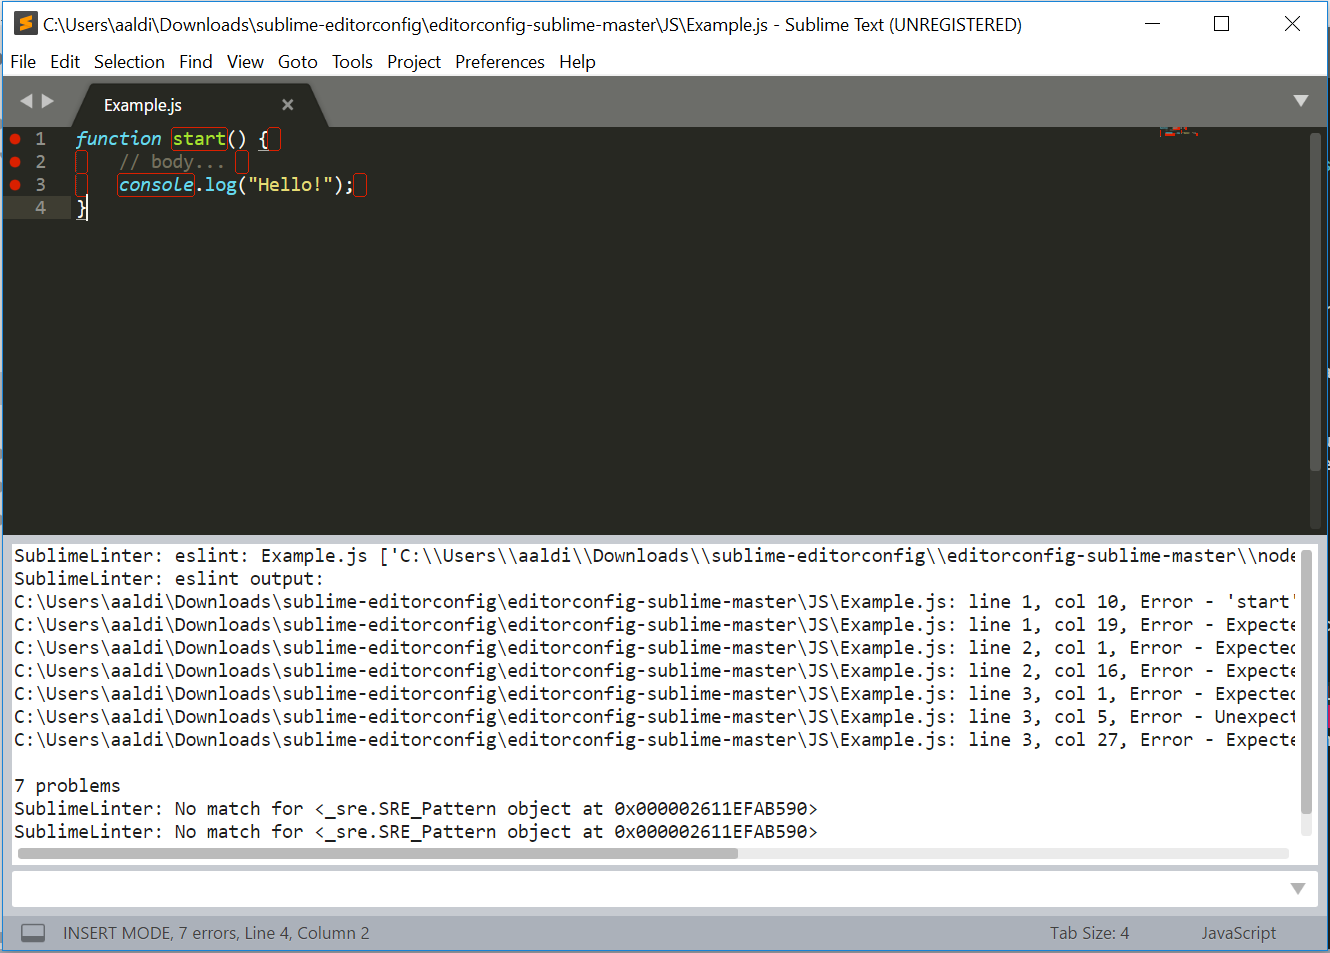 C:\Users\aaldi\Downloads\sublime-editorconfig\editorconfig-sublime-master\JS\Example.js - Sublime Text (UNREGISTERED)
File Edit Selection Find View Goto Tools Project Preferences Help
Example.js
1 function start() {
2 // body...
3 console.log("Hello!");
4 }
SublimeLinter: eslint: Example.js ['C:\\Users\\aaldi\\Downloads\\sublime-editorconfig\\editorconfig-sublime-master\\node
SublimeLinter: eslint output:
C:\Users\aaldi\Downloads\sublime-editorconfig\editorconfig-sublime-master\JS\Example.js: line 1, col 10, Error - 'start'
C:\Users\aaldi\Downloads\sublime-editorconfig\editorconfig-sublime-master\JS\Example.js: line 1, col 19, Error - Expecte
C:\Users\aaldi\Downloads\sublime-editorconfig\editorconfig-sublime-master\JS\Example.js: line 2, col 1, Error - Expected
C:\Users\aaldi\Downloads\sublime-editorconfig\editorconfig-sublime-master\JS\Example.js: line 2, col 16, Error - Expecte
C:\Users\aaldi\Downloads\sublime-editorconfig\editorconfig-sublime-master\JS\Example.js: line 3, col 1, Error - Expected
C:\Users\aaldi\Downloads\sublime-editorconfig\editorconfig-sublime-master\JS\Example.js: line 3, col 5, Error - Unexpect
C:\Users\aaldi\Downloads\sublime-editorconfig\editorconfig-sublime-master\JS\Example.js: line 3, col 27, Error - Expecte
7 problems
SublimeLinter: No match for <_sre.SRE_Pattern object at 0x000002611EFAB590>
SublimeLinter: No match for <_sre.SRE_Pattern object at 0x000002611EFAB590>
INSERT MODE, 7 errors, Line 4, Column 2 Tab Size: 4 JavaScript